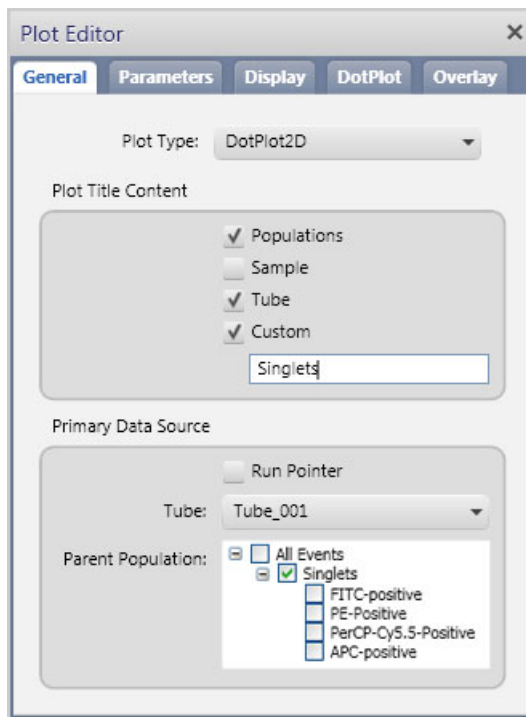 Plot Editor
General Parameters Display DotPlot Overlay
Plot Type: DotPlot2D
Plot Title Content
Populations
Sample
Tube
Custom
Singlets
Primary Data Source
Run Pointer
Tube: Tube_001
Parent Population: All Events
Singlets
FITC-positive
PE-Positive
PerCP-Cy5.5-Positive
APC-positive